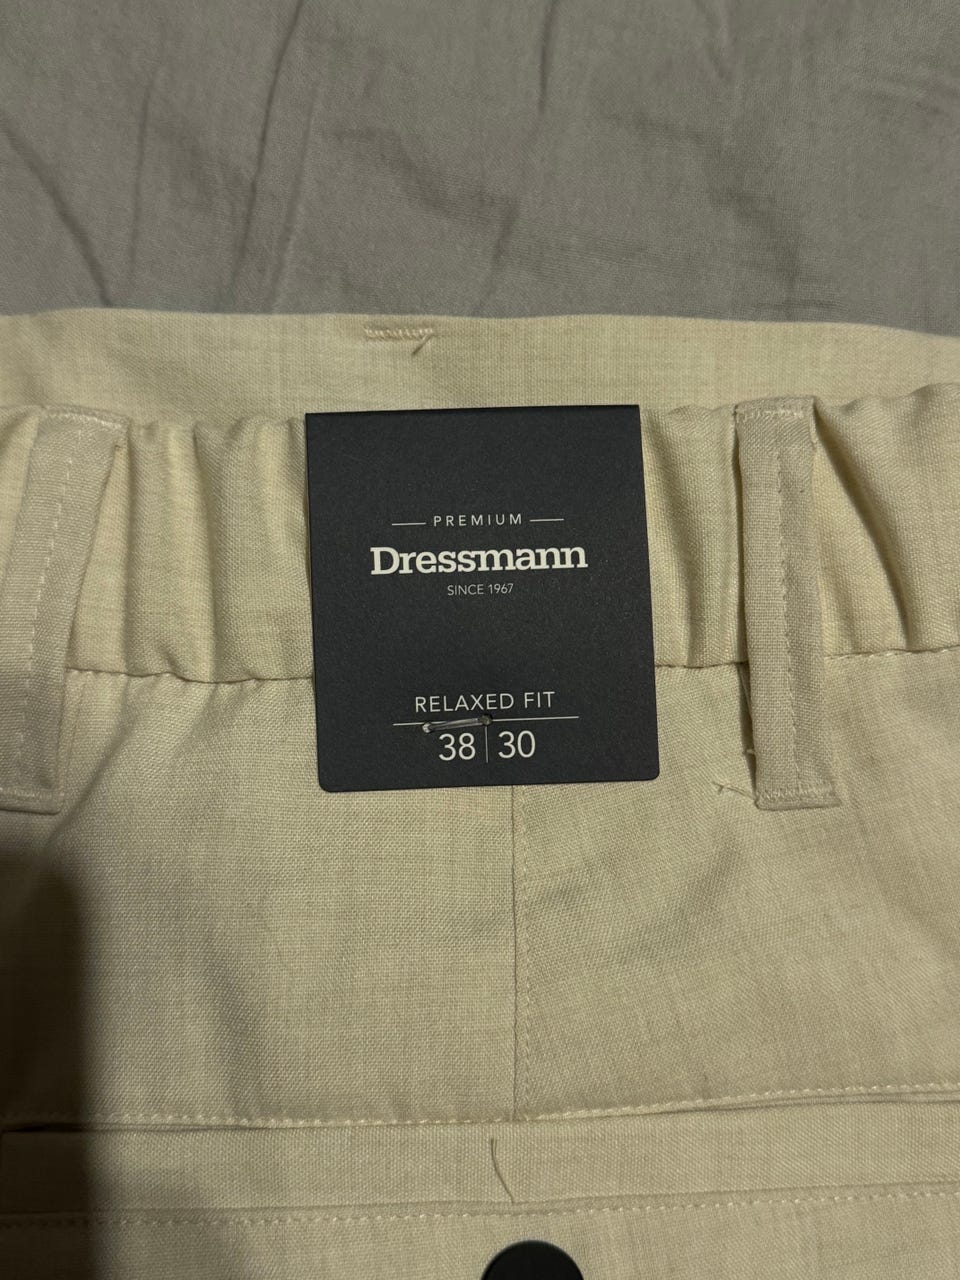 PREMIUM
Dressmann
SINCE 1967
RELAXED FIT
38 | 30